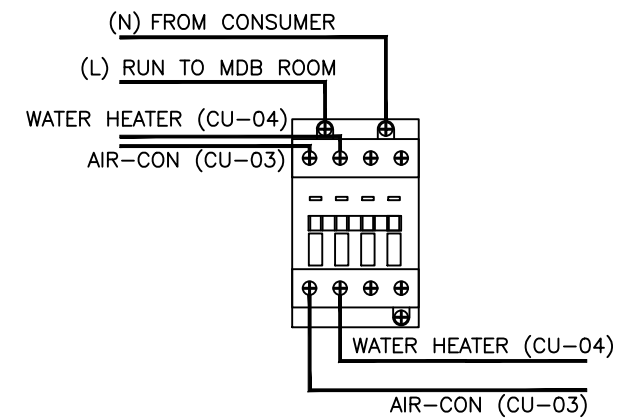 (N) FROM CONSUMER
(L) RUN TO MDB ROOM
WATER HEATER (CU-04)
AIR-CON (CU-03)
WATER HEATER (CU-04)
AIR-CON (CU-03)